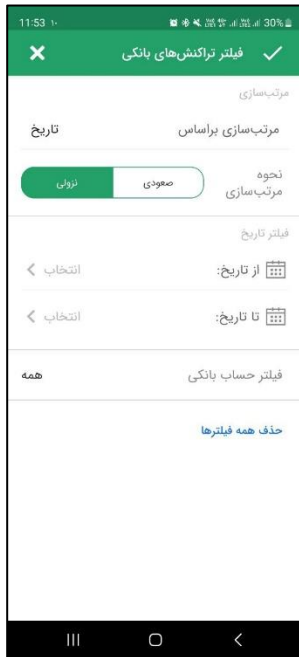 11:53
30%
فیلتر تراکنش‌های بانکی
مرتب‌سازی
مرتب‌سازی براساس
تاریخ
نحوه
مرتب‌سازی
صعودی
نزولی
فیلتر تاریخ
از تاریخ:
انتخاب
تا تاریخ:
انتخاب
فیلتر حساب بانکی
همه
حذف همه فیلترها